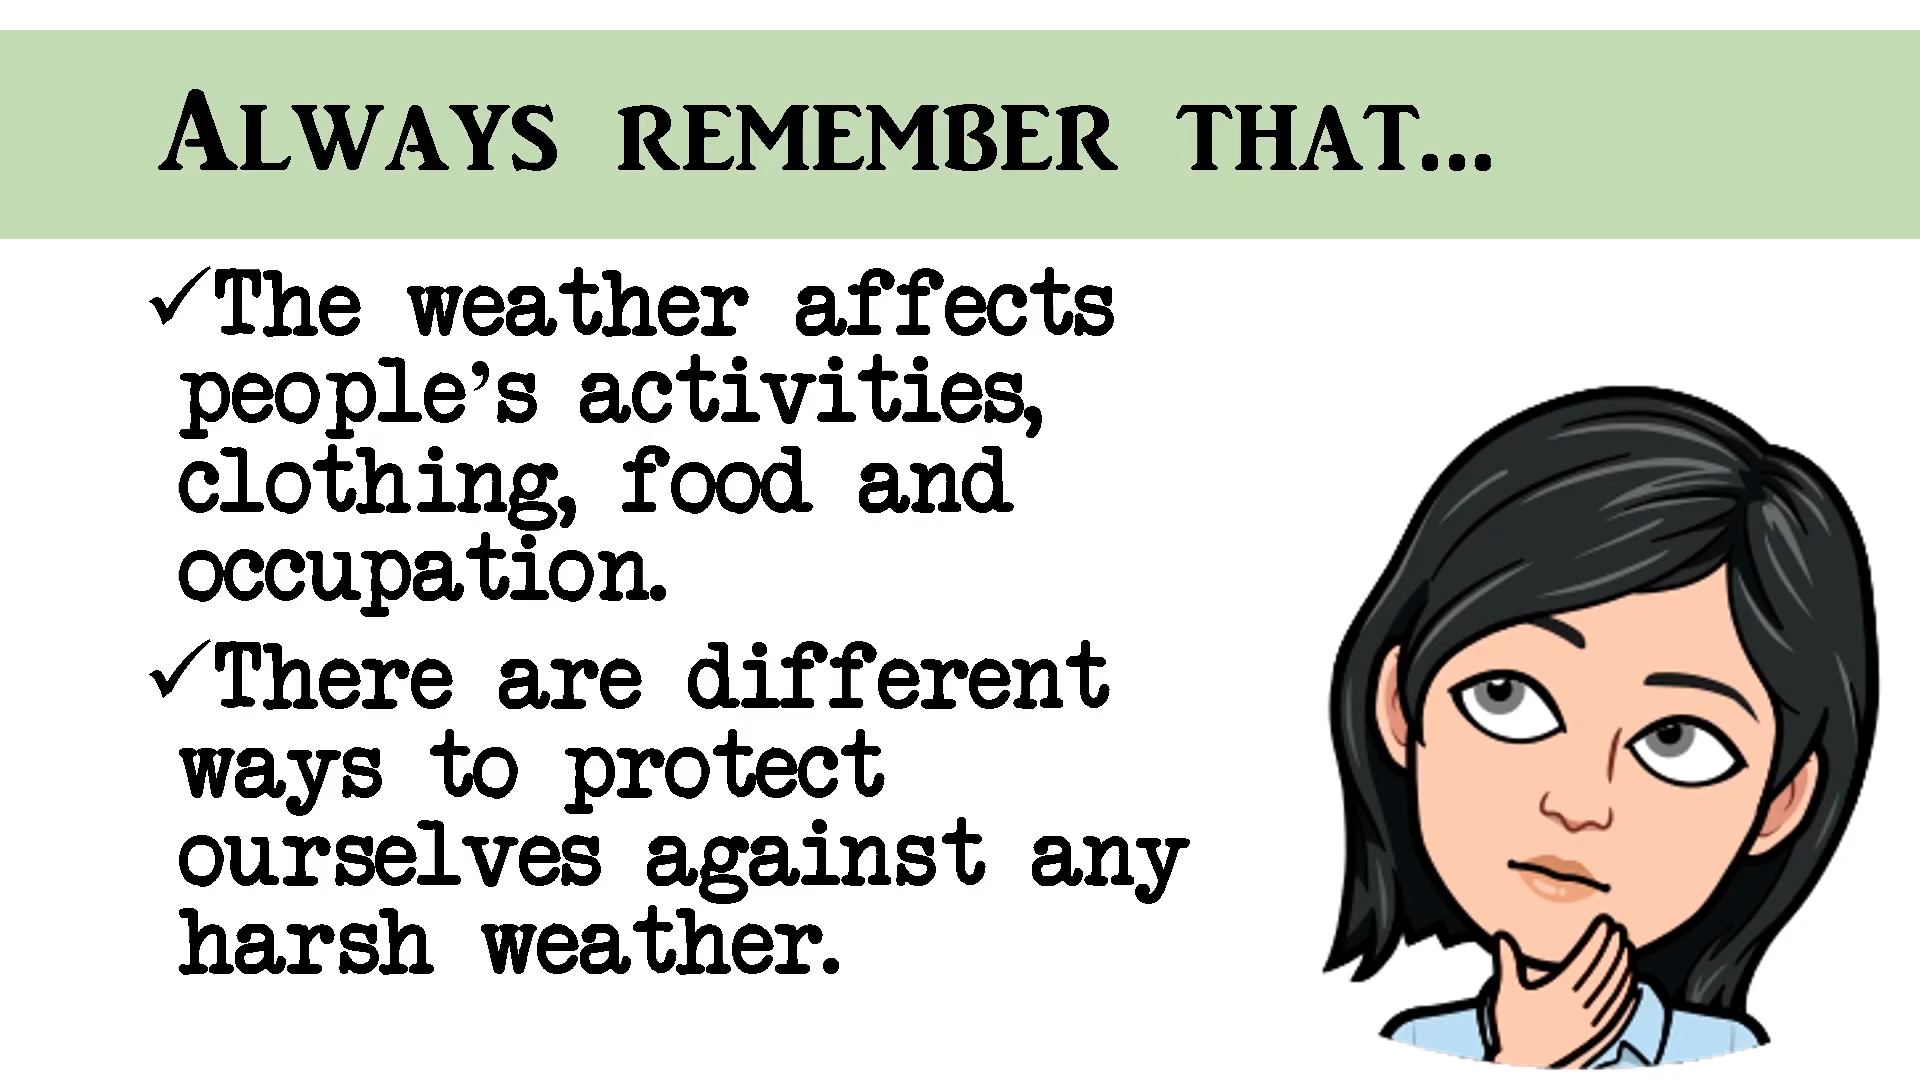 ALWAYS REMEMBER THAT...
✓The weather affects
people’s activities,
clothing, food and
occupation.
✓There are different
ways to protect
ourselves against any
harsh weather.